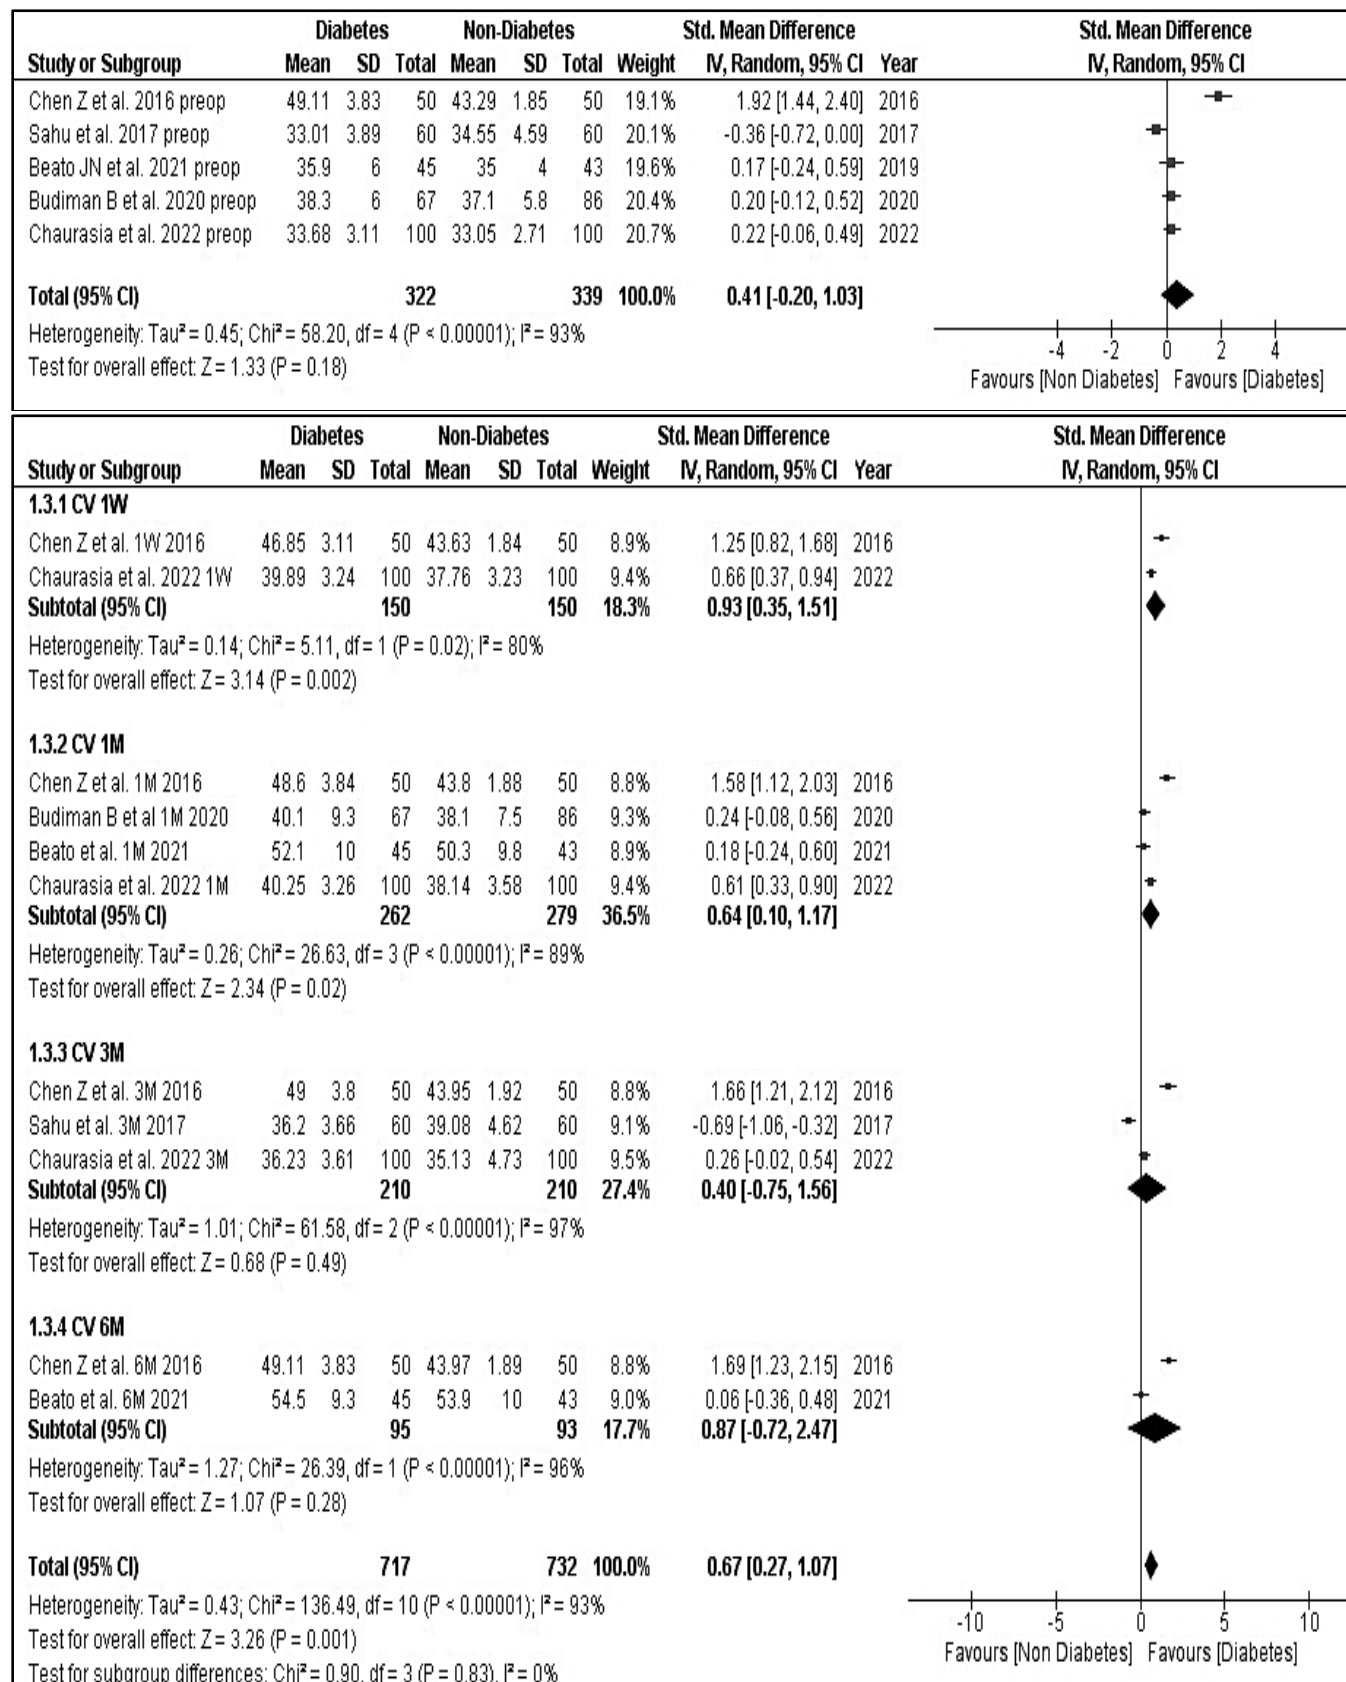 Diabetes Non-Diabetes Std. Mean Difference Std. Mean Difference
Study or Subgroup Mean SD Total Mean SD Total Weight IV, Random, 95% CI Year IV, Random, 95% CI
Chen Z et al. 2016 preop 49.11 3.83 50 43.29 1.85 50 19.1% 1.92 [1.44, 2.40] 2016
Sahu et al. 2017 preop 33.01 3.89 60 34.55 4.59 60 20.1% -0.36 [-0.72, 0.00] 2017
Beato JN et al. 2021 preop 35.9 6 45 35 4 43 19.6% 0.17 [-0.24, 0.59] 2019
Budiman B et al. 2020 preop 38.3 6 67 37.1 5.8 86 20.4% 0.20 [-0.12, 0.52] 2020
Chaurasia et al. 2022 preop 33.68 3.11 100 33.05 2.71 100 20.7% 0.22 [-0.06, 0.49] 2022
Total (95% CI) 322 339 100.0% 0.41 [-0.20, 1.03]
Heterogeneity: Tau² = 0.45; Chi² = 58.20, df = 4 (P < 0.00001); I² = 93%
Test for overall effect: Z = 1.33 (P = 0.18)
-4 -2 0 2 4
Favours [Non Diabetes] Favours [Diabetes]
Diabetes Non-Diabetes Std. Mean Difference Std. Mean Difference
Study or Subgroup Mean SD Total Mean SD Total Weight IV, Random, 95% CI Year IV, Random, 95% CI
1.3.1 CV 1W
Chen Z et al. 1W 2016 46.85 3.11 50 43.63 1.84 50 8.9% 1.25 [0.82, 1.68] 2016
Chaurasia et al. 2022 1W 39.89 3.24 100 37.76 3.23 100 9.4% 0.66 [0.37, 0.94] 2022
Subtotal (95% CI) 150 150 18.3% 0.93 [0.35, 1.51]
Heterogeneity: Tau² = 0.14; Chi² = 5.11, df = 1 (P = 0.02); I² = 80%
Test for overall effect: Z = 3.14 (P = 0.002)
1.3.2 CV 1M
Chen Z et al. 1M 2016 48.6 3.84 50 43.8 1.88 50 8.8% 1.58 [1.12, 2.03] 2016
Budiman B et al 1M 2020 40.1 9.3 67 38.1 7.5 86 9.3% 0.24 [-0.08, 0.56] 2020
Beato et al. 1M 2021 52.1 10 45 50.3 9.8 43 8.9% 0.18 [-0.24, 0.60] 2021
Chaurasia et al. 2022 1M 40.25 3.26 100 38.14 3.58 100 9.4% 0.61 [0.33, 0.90] 2022
Subtotal (95% CI) 262 279 36.5% 0.64 [0.10, 1.17]
Heterogeneity: Tau² = 0.26; Chi² = 26.63, df = 3 (P < 0.00001); I² = 89%
Test for overall effect: Z = 2.34 (P = 0.02)
1.3.3 CV 3M
Chen Z et al. 3M 2016 49 3.8 50 43.95 1.92 50 8.8% 1.66 [1.21, 2.12] 2016
Sahu et al. 3M 2017 36.2 3.66 60 39.08 4.62 60 9.1% -0.69 [-1.06, -0.32] 2017
Chaurasia et al. 2022 3M 36.23 3.61 100 35.13 4.73 100 9.5% 0.26 [-0.02, 0.54] 2022
Subtotal (95% CI) 210 210 27.4% 0.40 [-0.75, 1.56]
Heterogeneity: Tau² = 1.01; Chi² = 61.58, df = 2 (P < 0.00001); I² = 97%
Test for overall effect: Z = 0.68 (P = 0.49)
1.3.4 CV 6M
Chen Z et al. 6M 2016 49.11 3.83 50 43.97 1.89 50 8.8% 1.69 [1.23, 2.15] 2016
Beato et al. 6M 2021 54.5 9.3 45 53.9 10 43 9.0% 0.06 [-0.36, 0.48] 2021
Subtotal (95% CI) 95 93 17.7% 0.87 [-0.72, 2.47]
Heterogeneity: Tau² = 1.27; Chi² = 26.39, df = 1 (P < 0.00001); I² = 96%
Test for overall effect: Z = 1.07 (P = 0.28)
Total (95% CI) 717 732 100.0% 0.67 [0.27, 1.07]
Heterogeneity: Tau² = 0.43; Chi² = 136.49, df = 10 (P < 0.00001); I² = 93%
Test for overall effect: Z = 3.26 (P = 0.001)
Test for subgroup differences: Chi² = 0.90, df = 3 (P = 0.83), I² = 0%
-10 -5 0 5 10
Favours [Non Diabetes] Favours [Diabetes]